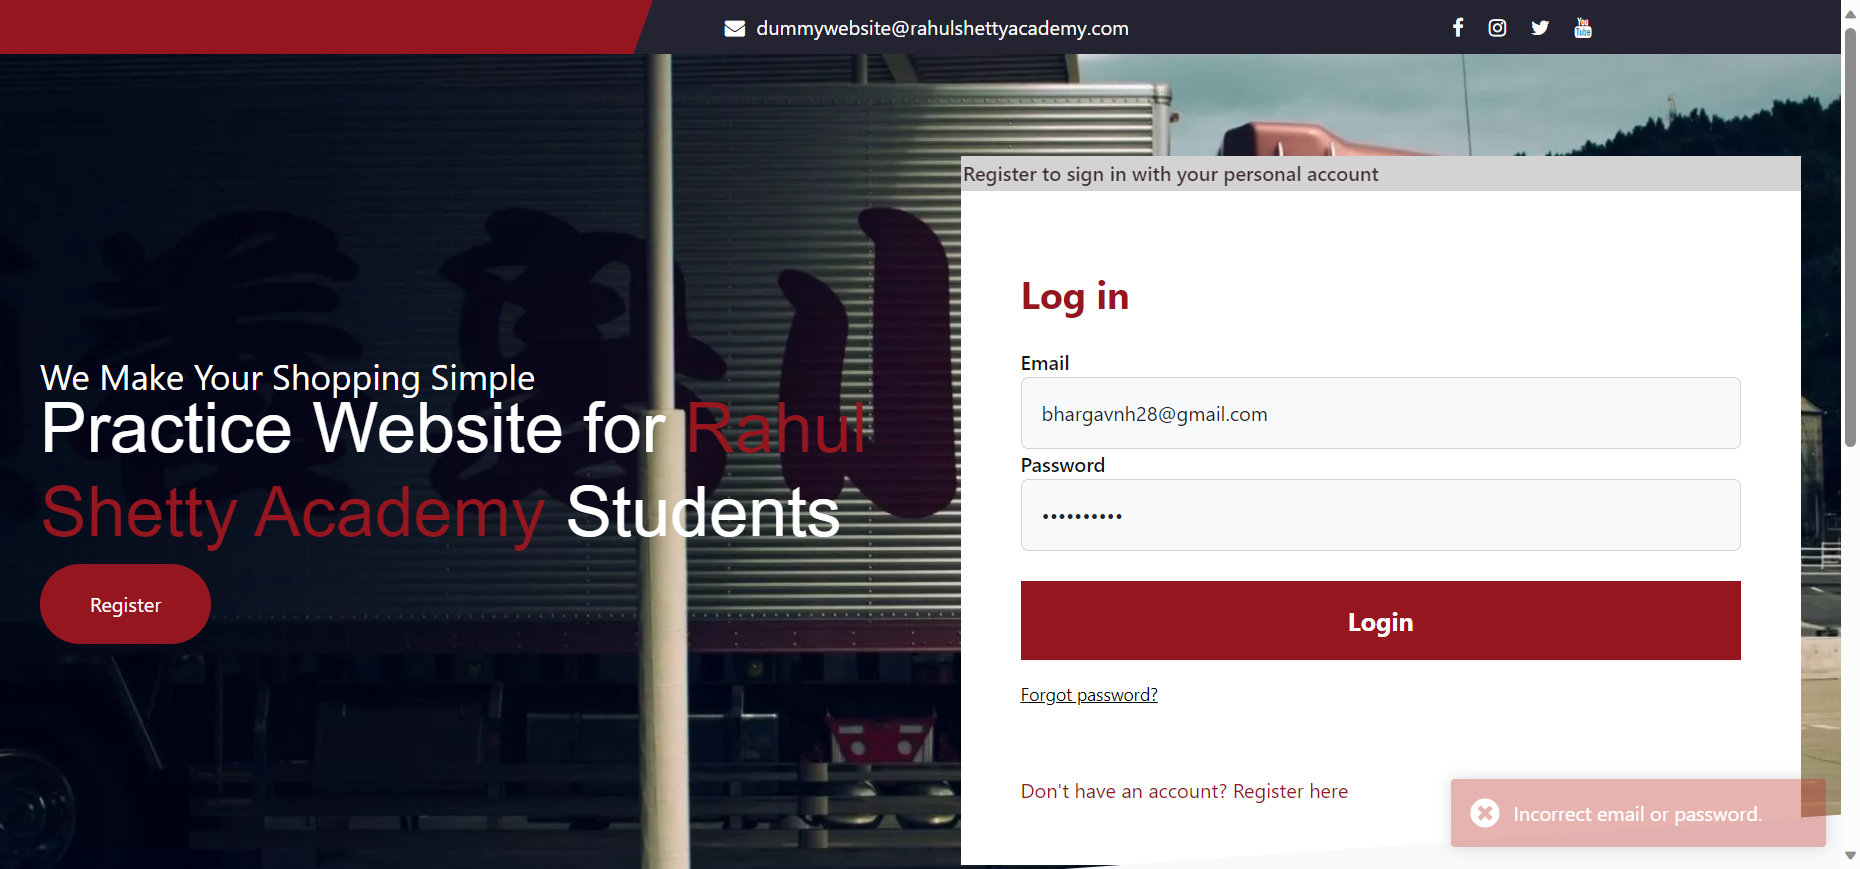 dummywebsite@rahulshettyacademy.com
You
Tube
Register to sign in with your personal account
Log in
Email
bhargavnh28@gmail.com
Password
••••••••••
Login
Forgot password?
Don't have an account? Register here
We Make Your Shopping Simple
Practice Website for Rahul
Shetty Academy Students
Register
Incorrect email or password.